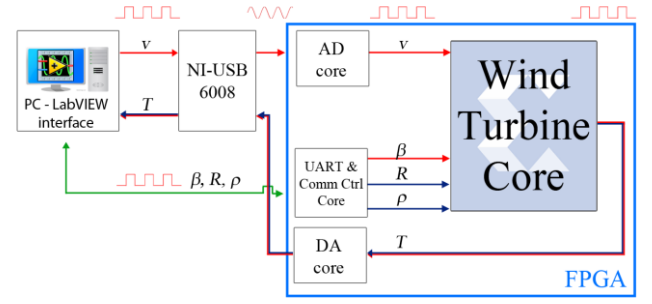 v
T
PC - LabVIEW
interface
NI-USB
6008
AD
core
v
Wind
Turbine
Core
UART &
Comm Ctrl
Core
β
R
ρ
β, R, ρ
DA
core
T
FPGA